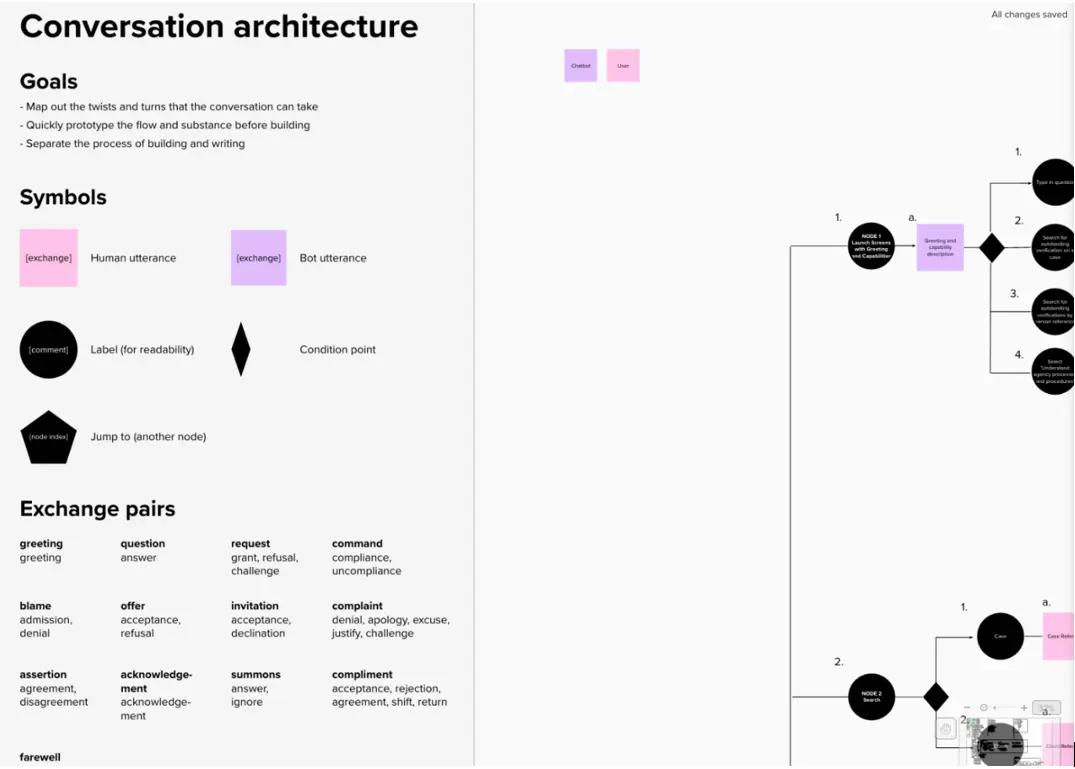 Conversation architecture
Goals
- Map out the twists and turns that the conversation can take
- Quickly prototype the flow and substance before building
- Separate the process of building and writing
Symbols
[exchange]
Human utterance
[exchange]
Bot utterance
[comment]
Label (for readability)
Condition point
[node index]
Jump to (another node)
Exchange pairs
greeting
greeting
question
answer
request
grant, refusal,
challenge
command
compliance,
uncompliance
blame
admission,
denial
offer
acceptance,
refusal
invitation
acceptance,
declination
complaint
denial, apology, excuse,
justify, challenge
assertion
agreement,
disagreement
acknowledge-
ment
acknowledge-
ment
summons
answer,
ignore
compliment
acceptance, rejection,
agreement, shift, return
farewell
All changes saved
Chatbot
User
1.
NODE 1
Launch Screens
with Greeting
and Capabilities
a.
Greeting and
capability
description
1.
Type in question
2.
Search for
outstanding
verification on a
case
3.
Search for
outstanding
verifications by
person reference
4.
Select
"Understand
agency processes
and procedures"
2.
NODE 2
Search
1.
Case
a.
Case Refer
2.
a.